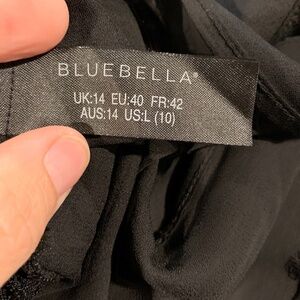 BLUEBELLA®
UK:14 EU:40 FR:42
AUS:14 US:L (10)